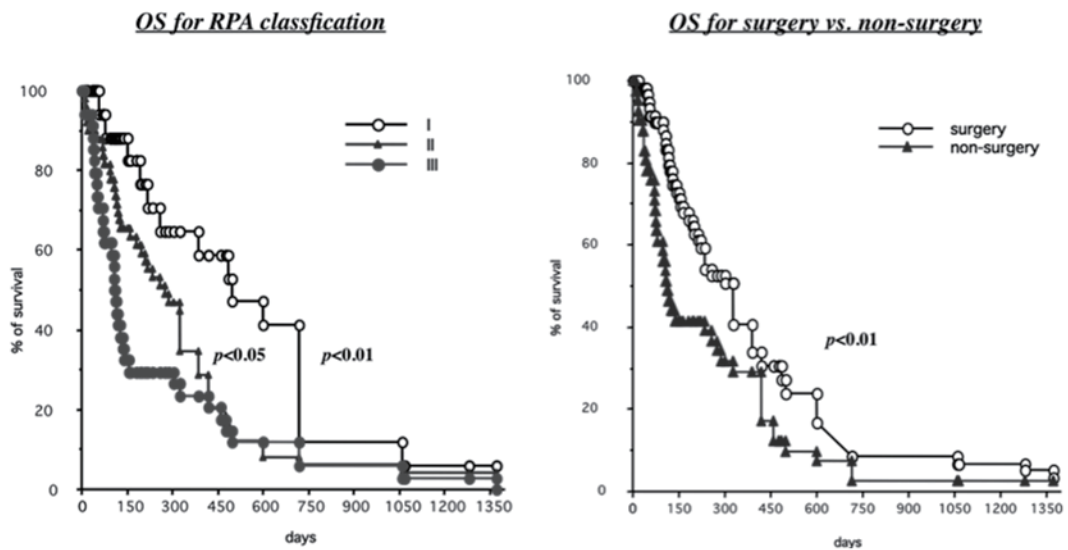 OS for RPA classfication
% of survival
100
80
60
40
20
0
I
II
III
p<0.05
p<0.01
0 150 300 450 600 750 900 1050 1200 1350
days
OS for surgery vs. non-surgery
% of survival
100
80
60
40
20
0
surgery
non-surgery
p<0.01
0 150 300 450 600 750 900 1050 1200 1350
days